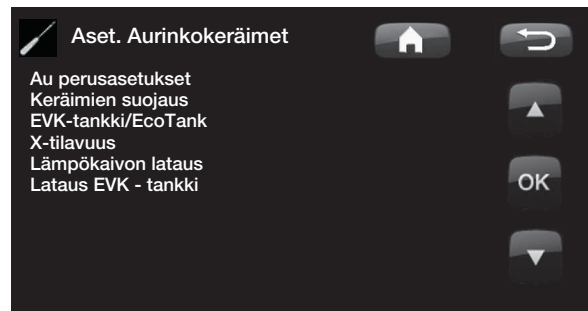 Aset. Aurinkokeräimet
Au perusasetukset
Keräimien suojaus
EVK-tankki/EcoTank
X-tilavuus
Lämpökaivon lataus
Lataus EVK - tankki
OK